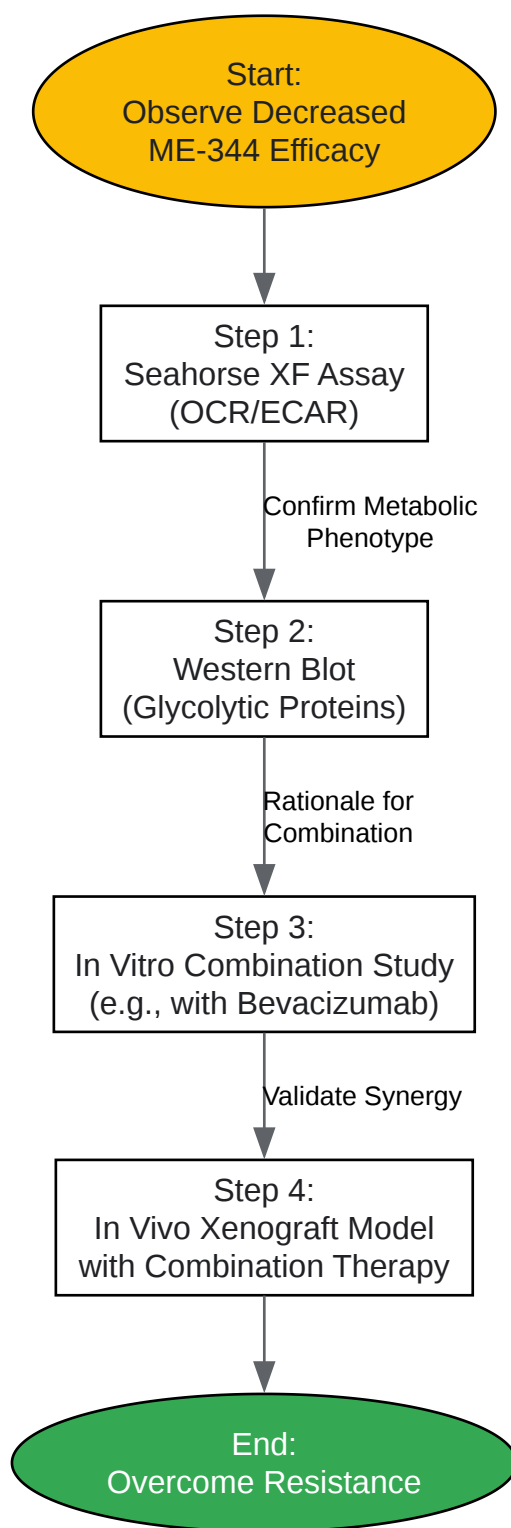 Start:
Observe Decreased
ME-344 Efficacy
Step 1:
Seahorse XF Assay
(OCR/ECAR)
Confirm Metabolic
Phenotype
Step 2:
Western Blot
(Glycolytic Proteins)
Rationale for
Combination
Step 3:
In Vitro Combination Study
(e.g., with Bevacizumab)
Validate Synergy
Step 4:
In Vivo Xenograft Model
with Combination Therapy
End:
Overcome Resistance